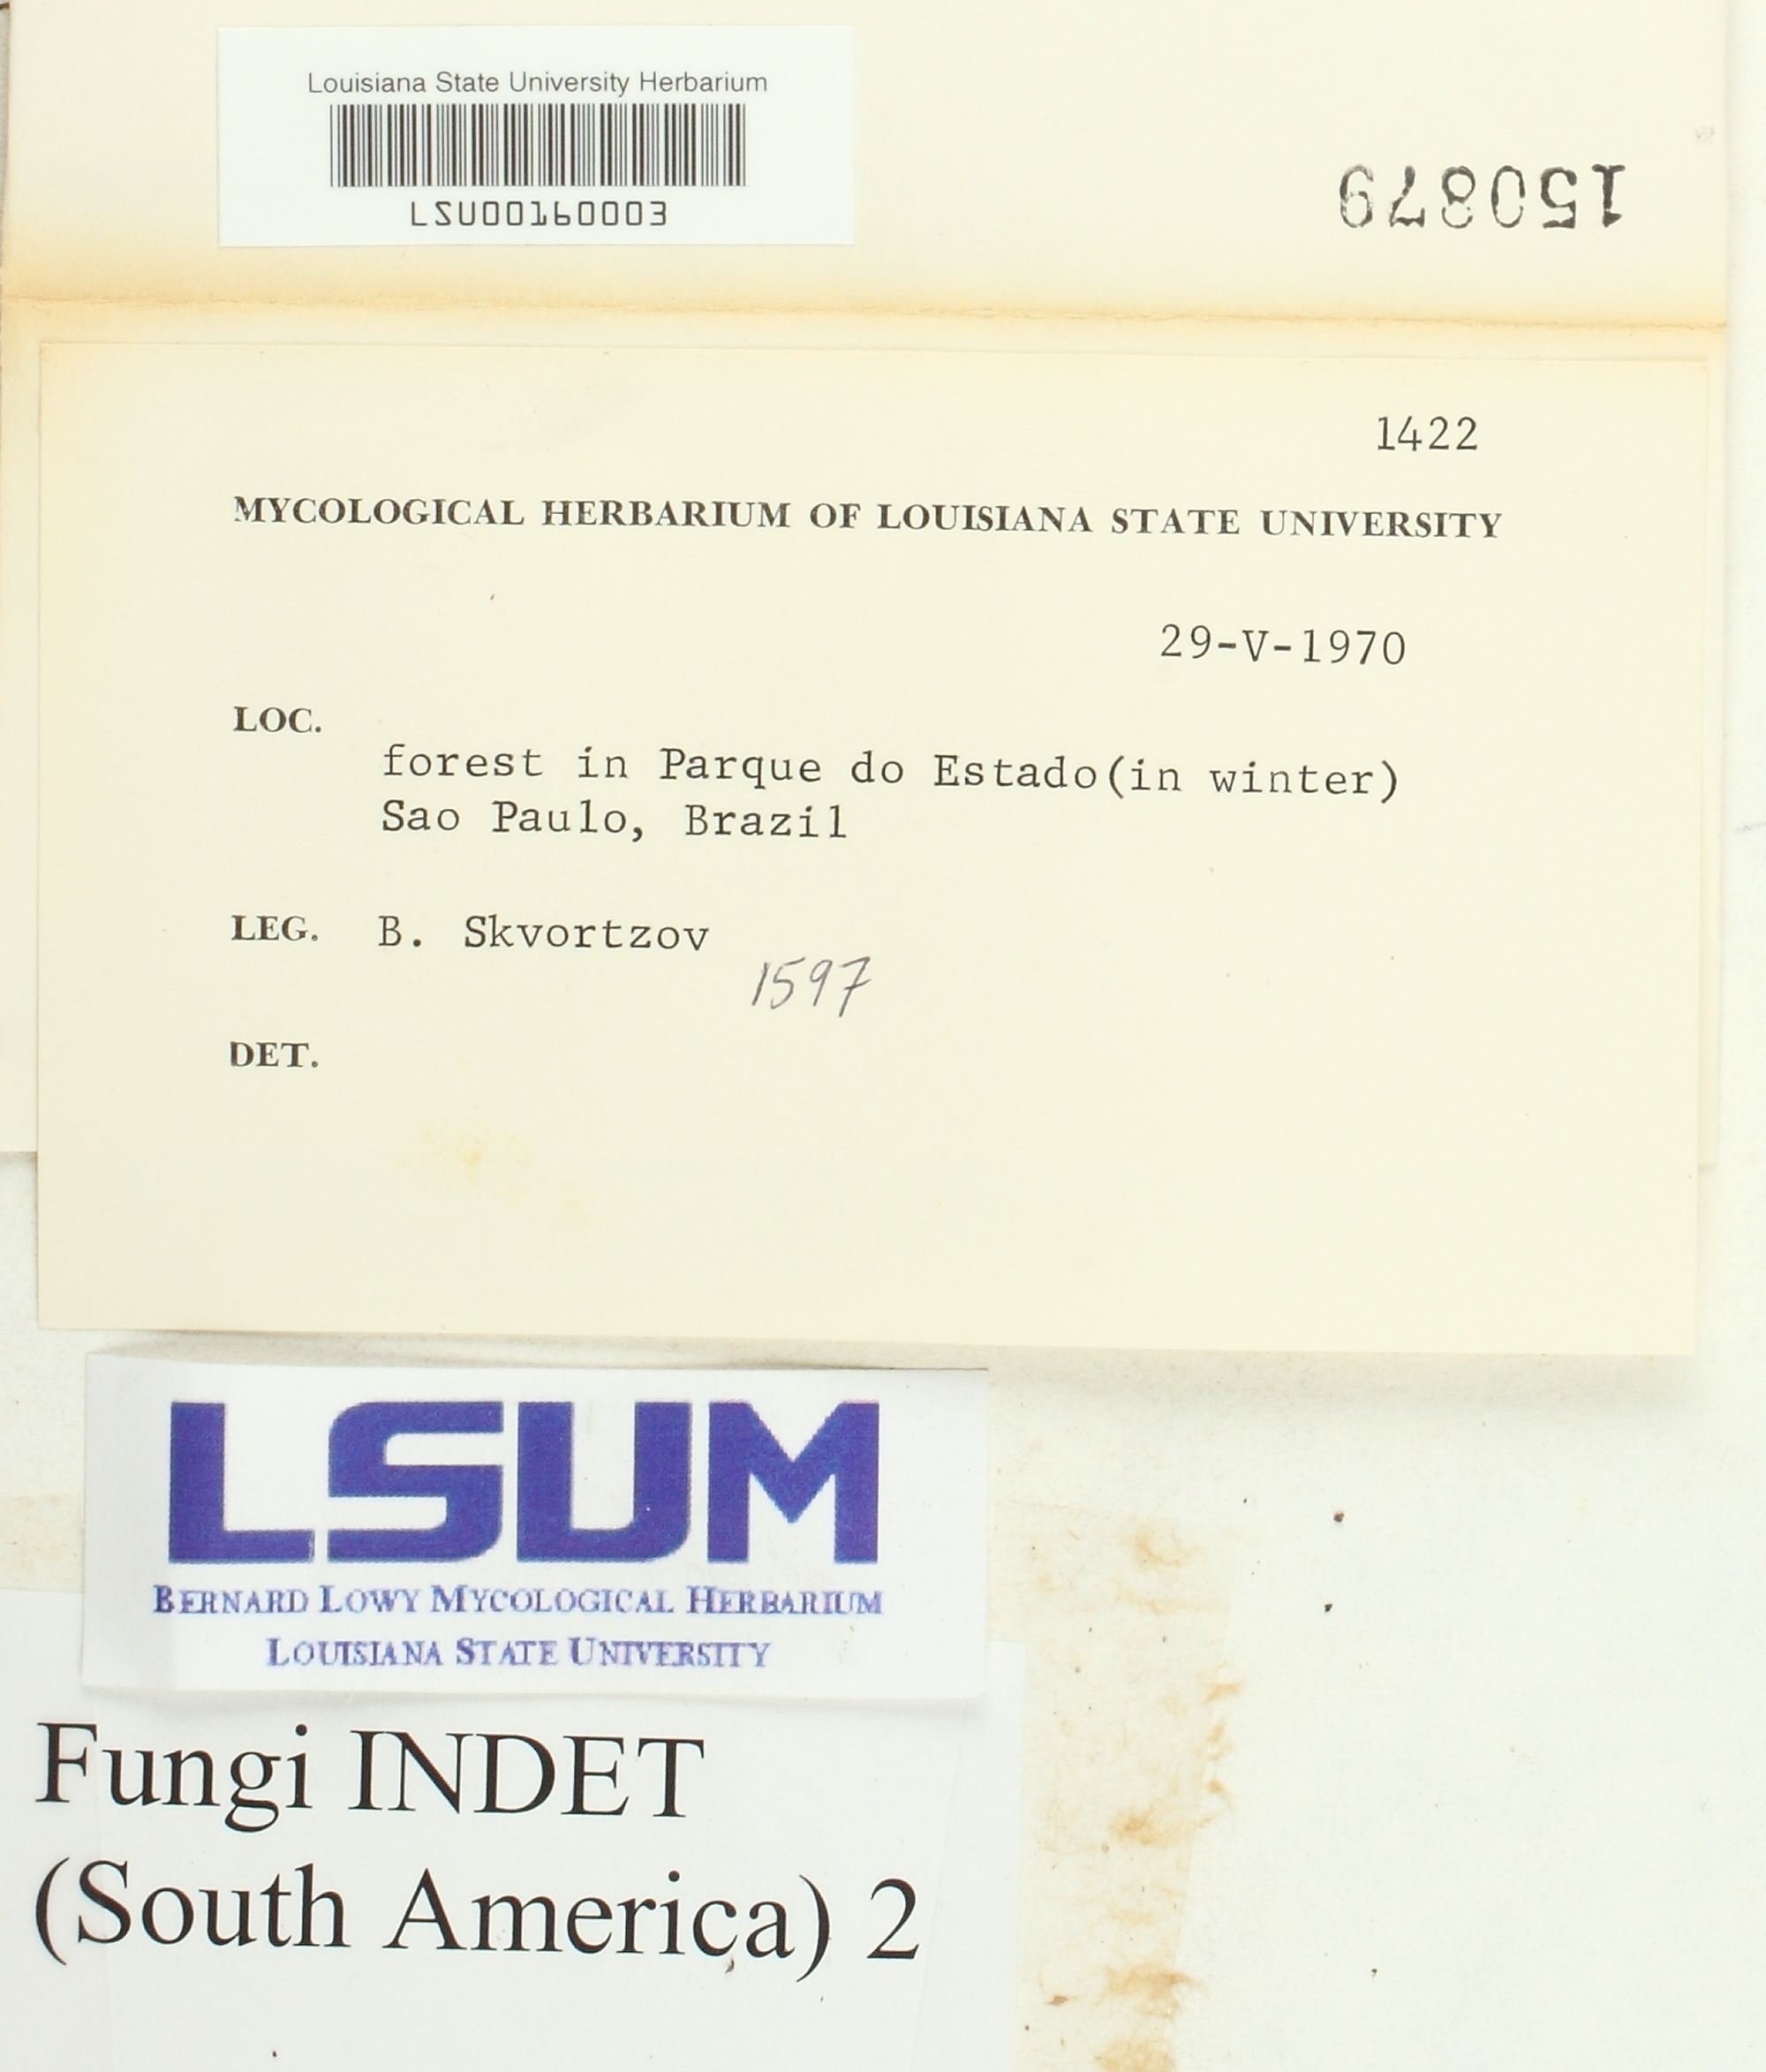 Louisiana State University Herbarium
LSU00160003
150879
1422
MYCOLOGICAL HERBARIUM OF LOUISIANA STATE UNIVERSITY
29-V-1970
LOC.
forest in Parque do Estado(in winter)
Sao Paulo, Brazil
LEG. B. Skvortzov
1597
DET.
LSUM
BERNARD LOWY MYCOLOGICAL HERBARIUM
LOUISIANA STATE UNIVERSITY
Fungi INDET
(South America) 2